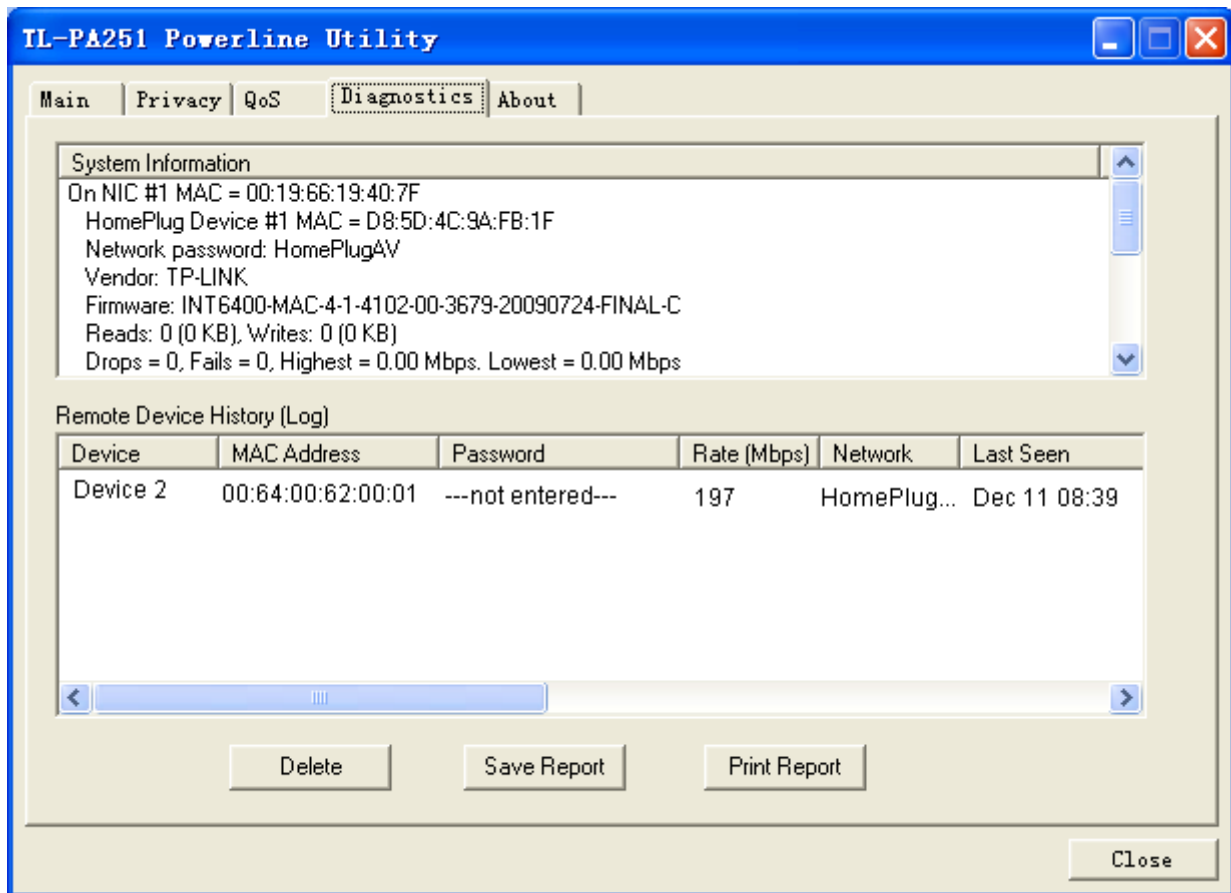 TL-PA251 Powerline Utility
Main Privacy QoS Diagnostics About
System Information
On NIC #1 MAC = 00:19:66:19:40:7F
HomePlug Device #1 MAC = D8:5D:4C:9A:FB:1F
Network password: HomePlugAV
Vendor: TP-LINK
Firmware: INT6400-MAC-4-1-4102-00-3679-20090724-FINAL-C
Reads: 0 (0 KB), Writes: 0 (0 KB)
Drops = 0, Fails = 0, Highest = 0.00 Mbps. Lowest = 0.00 Mbps
Remote Device History (Log)
Device MAC Address Password Rate (Mbps) Network Last Seen
Device 2 00:64:00:62:00:01 ---not entered--- 197 HomePlug... Dec 11 08:39
Delete Save Report Print Report
Close